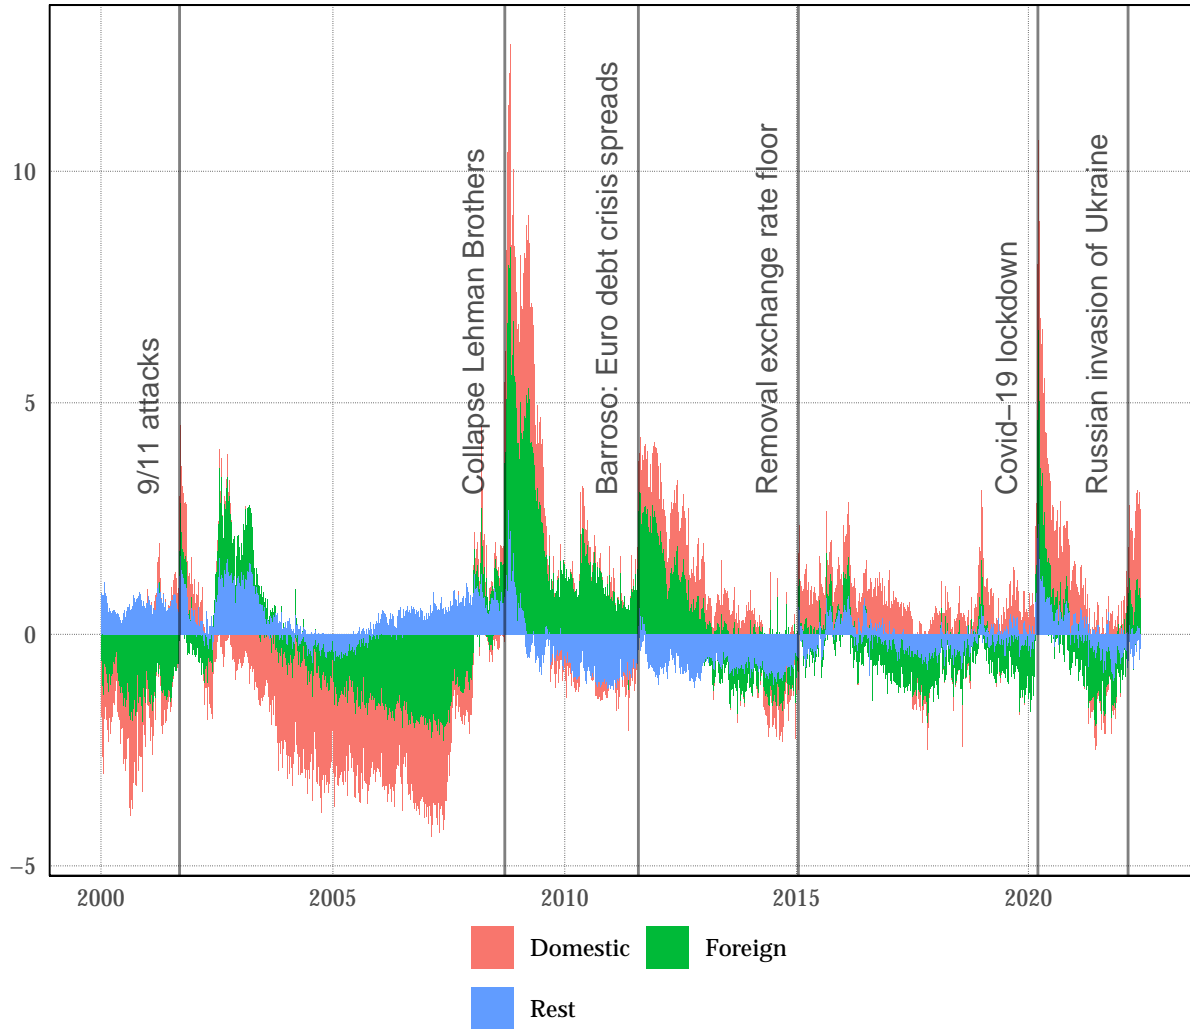 10
5
0
−5
9/11 attacks
Collapse Lehman Brothers
Barroso: Euro debt crisis spreads
Removal exchange rate floor
Covid−19 lockdown
Russian invasion of Ukraine
2000
2005
2010
2015
2020
Domestic
Foreign
Rest